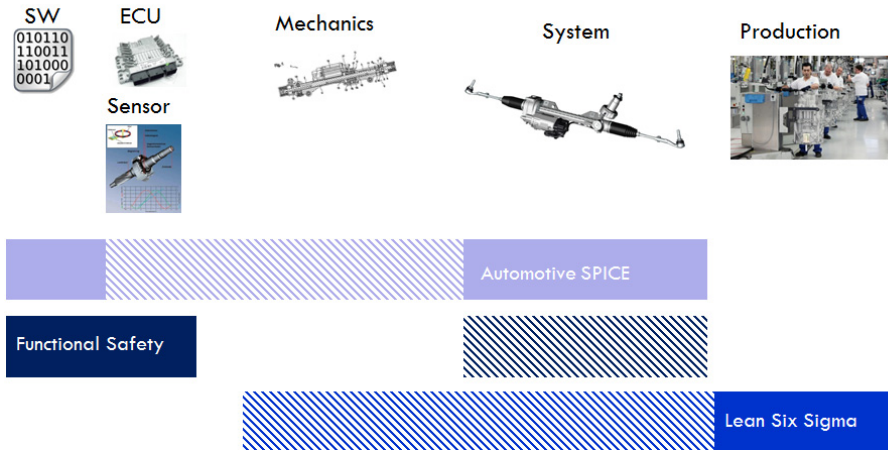 SW
010110
110011
101000
0001
ECU
Sensor
Mechanics
System
Production
Automotive SPICE
Functional Safety
Lean Six Sigma